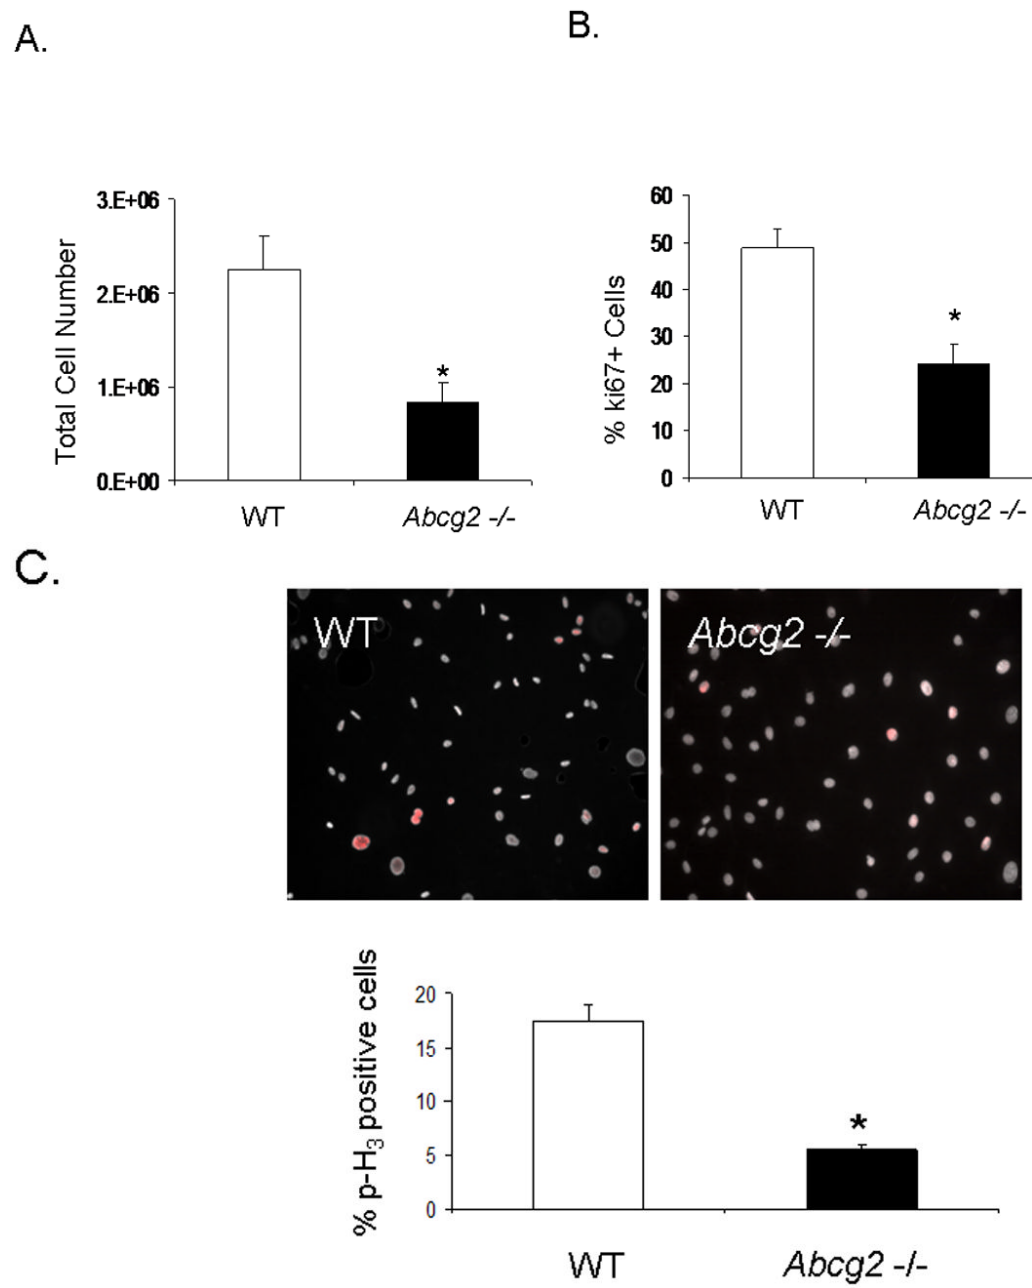 A.
B.
3.E+06
2.E+06
1.E+06
0.E+00
Total Cell Number
*
WT
Abcg2 -/-
60
50
40
30
20
10
0
% ki67+ Cells
*
WT
Abcg2 -/-
C.
WT
Abcg2 -/-
20
15
10
5
0
% p-H₃ positive cells
*
WT
Abcg2 -/-